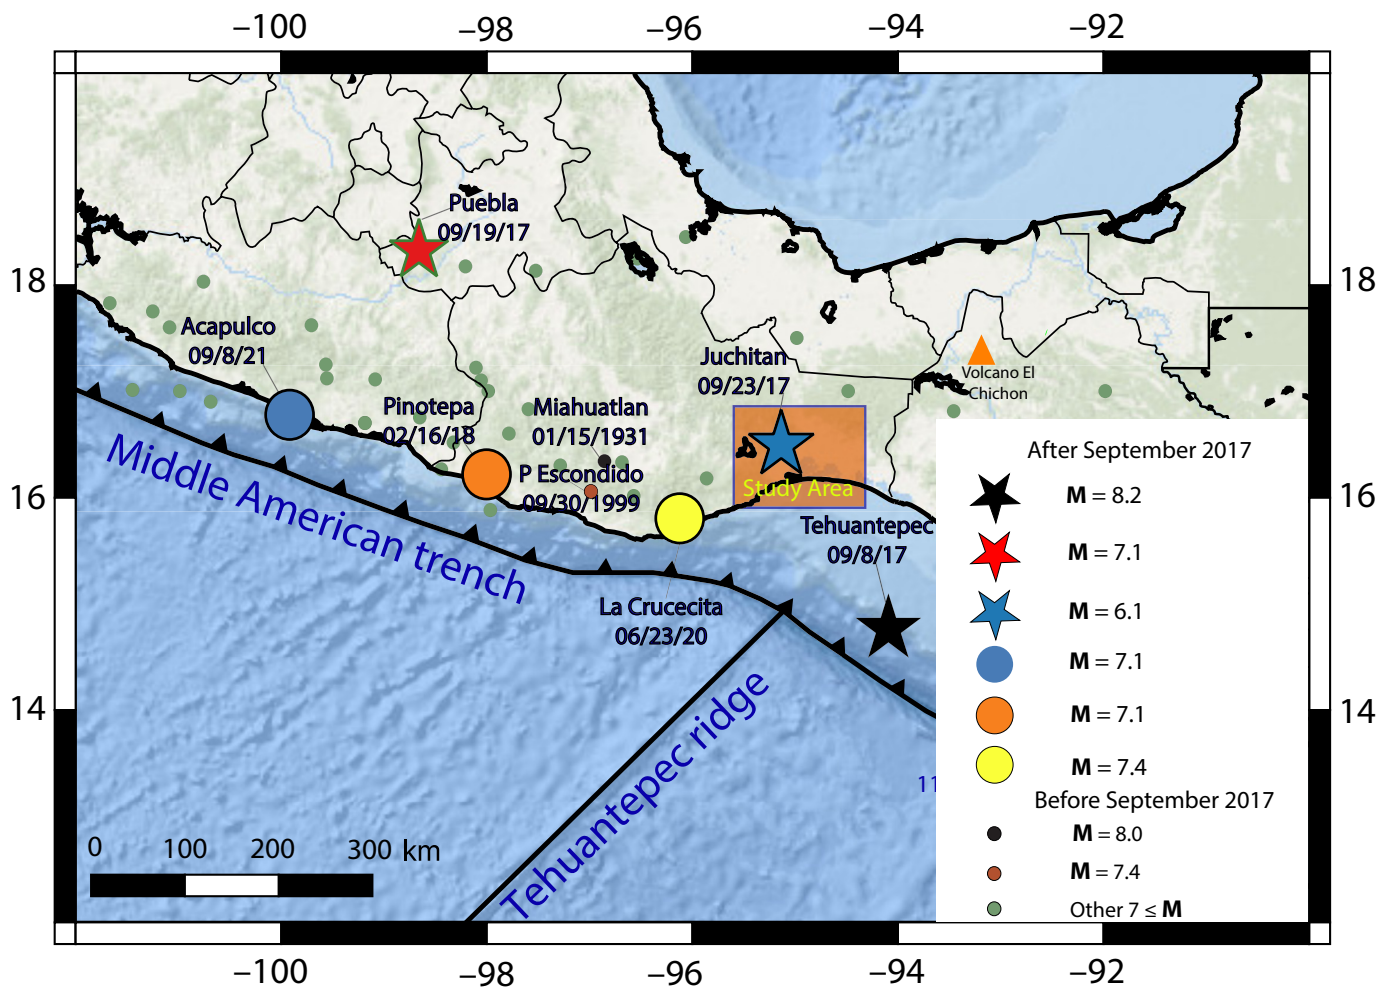 −100
−98
−96
−94
−92
18
18
16
16
14
14
Puebla
09/19/17
Acapulco
09/8/21
Juchitan
09/23/17
Volcano El
Chichon
Pinotepa
02/16/18
Miahuatlan
01/15/1931
P Escondido
09/30/1999
Study Area
Tehuantepec
09/8/17
La Crucecita
06/23/20
Middle American trench
Tehuantepec ridge
11
0 100 200 300 km
After September 2017
M = 8.2
M = 7.1
M = 6.1
M = 7.1
M = 7.1
M = 7.4
Before September 2017
M = 8.0
M = 7.4
Other 7 ≤ M
−100
−98
−96
−94
−92